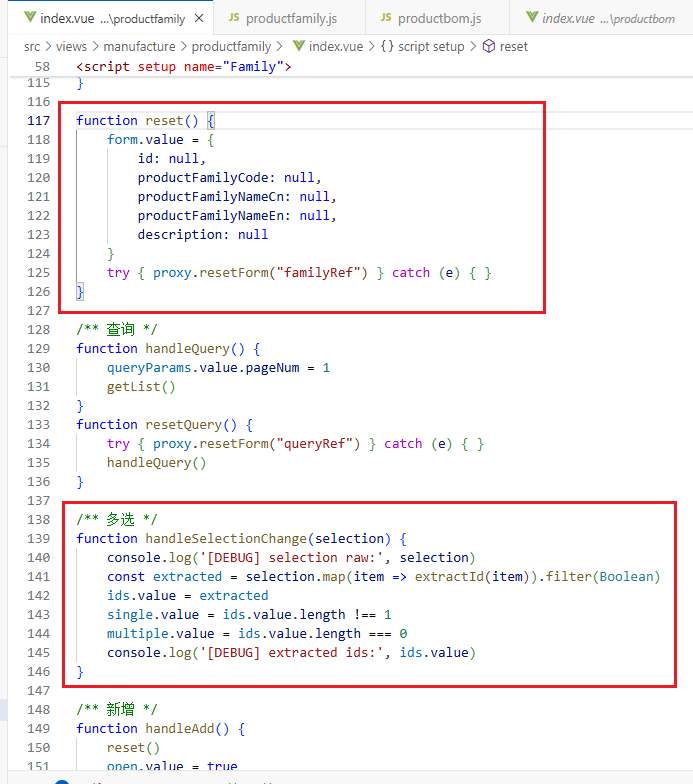 index.vue ...\productfamily ×
JS productfamily.js
JS productbom.js
index.vue ...\productbom
src > views > manufacture > productfamily > index.vue > {} script setup > reset
58 <script setup name="Family">
115 }
116
117 function reset() {
118     form.value = {
119         id: null,
120         productFamilyCode: null,
121         productFamilyNameCn: null,
122         productFamilyNameEn: null,
123         description: null
124     }
125     try { proxy.resetForm("familyRef") } catch (e) { }
126 }
127
128 /** 查询 */
129 function handleQuery() {
130     queryParams.value.pageNum = 1
131     getList()
132 }
133 function resetQuery() {
134     try { proxy.resetForm("queryRef") } catch (e) { }
135     handleQuery()
136 }
137
138 /** 多选 */
139 function handleSelectionChange(selection) {
140     console.log('[DEBUG] selection raw:', selection)
141     const extracted = selection.map(item => extractId(item)).filter(Boolean)
142     ids.value = extracted
143     single.value = ids.value.length !== 1
144     multiple.value = ids.value.length === 0
145     console.log('[DEBUG] extracted ids:', ids.value)
146 }
147
148 /** 新增 */
149 function handleAdd() {
150     reset()
151     open.value = true